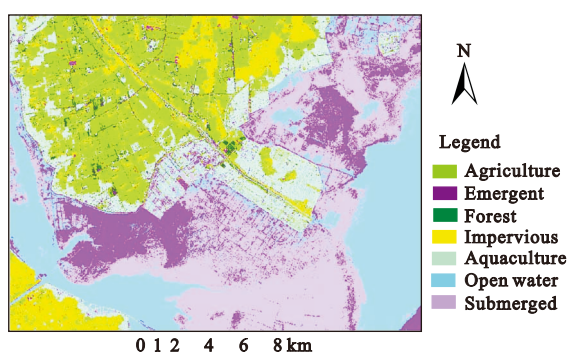 N
Legend
Agriculture
Emergent
Forest
Impervious
Aquaculture
Open water
Submerged
0 1 2 4 6 8 km